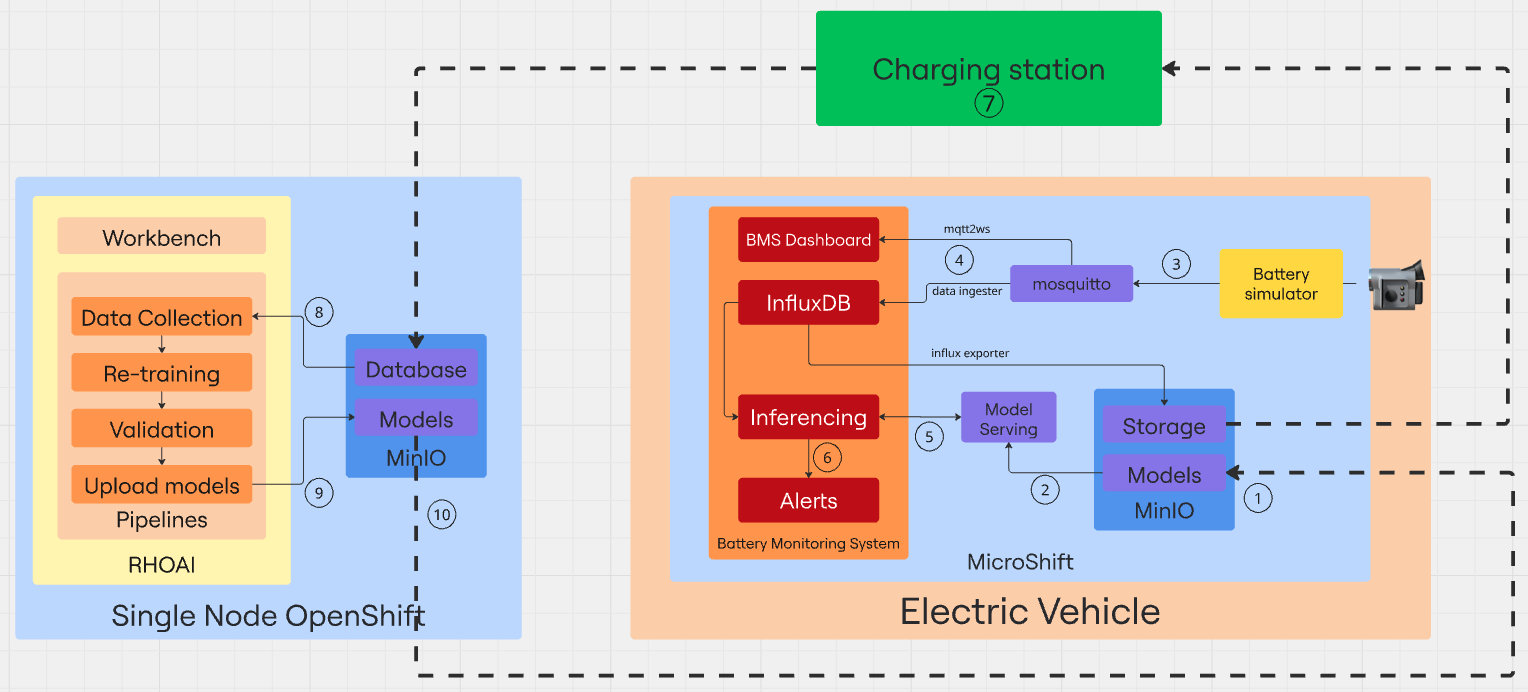 Charging station
7
Workbench
Data Collection
Re-training
Validation
Upload models
Pipelines
RHOAI
8
Database
Models
MinIO
9
10
Single Node OpenShift
BMS Dashboard
mqtt2ws
4
data ingester
InfluxDB
mosquitto
3
Battery
simulator
influx exporter
Inferencing
5
Model
Serving
6
Alerts
Battery Monitoring System
2
Storage
Models
MinIO
1
MicroShift
Electric Vehicle